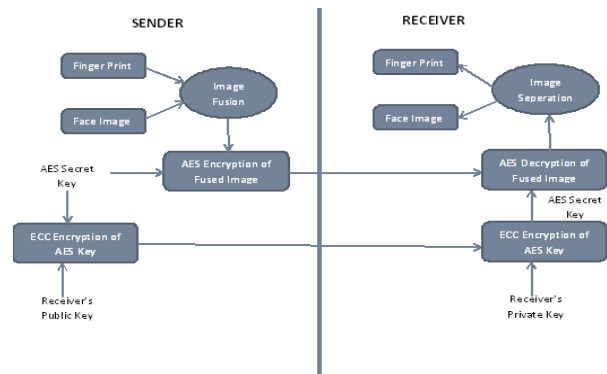 SENDER
RECEIVER
Finger Print
Face Image
Image
Fusion
AES Encryption of
Fused Image
AES Secret
Key
ECC Encryption of
AES Key
Receiver's
Public Key
Finger Print
Face Image
Image
Seperation
AES Decryption of
Fused Image
AES Secret
Key
ECC Encryption of
AES Key
Receiver's
Private Key